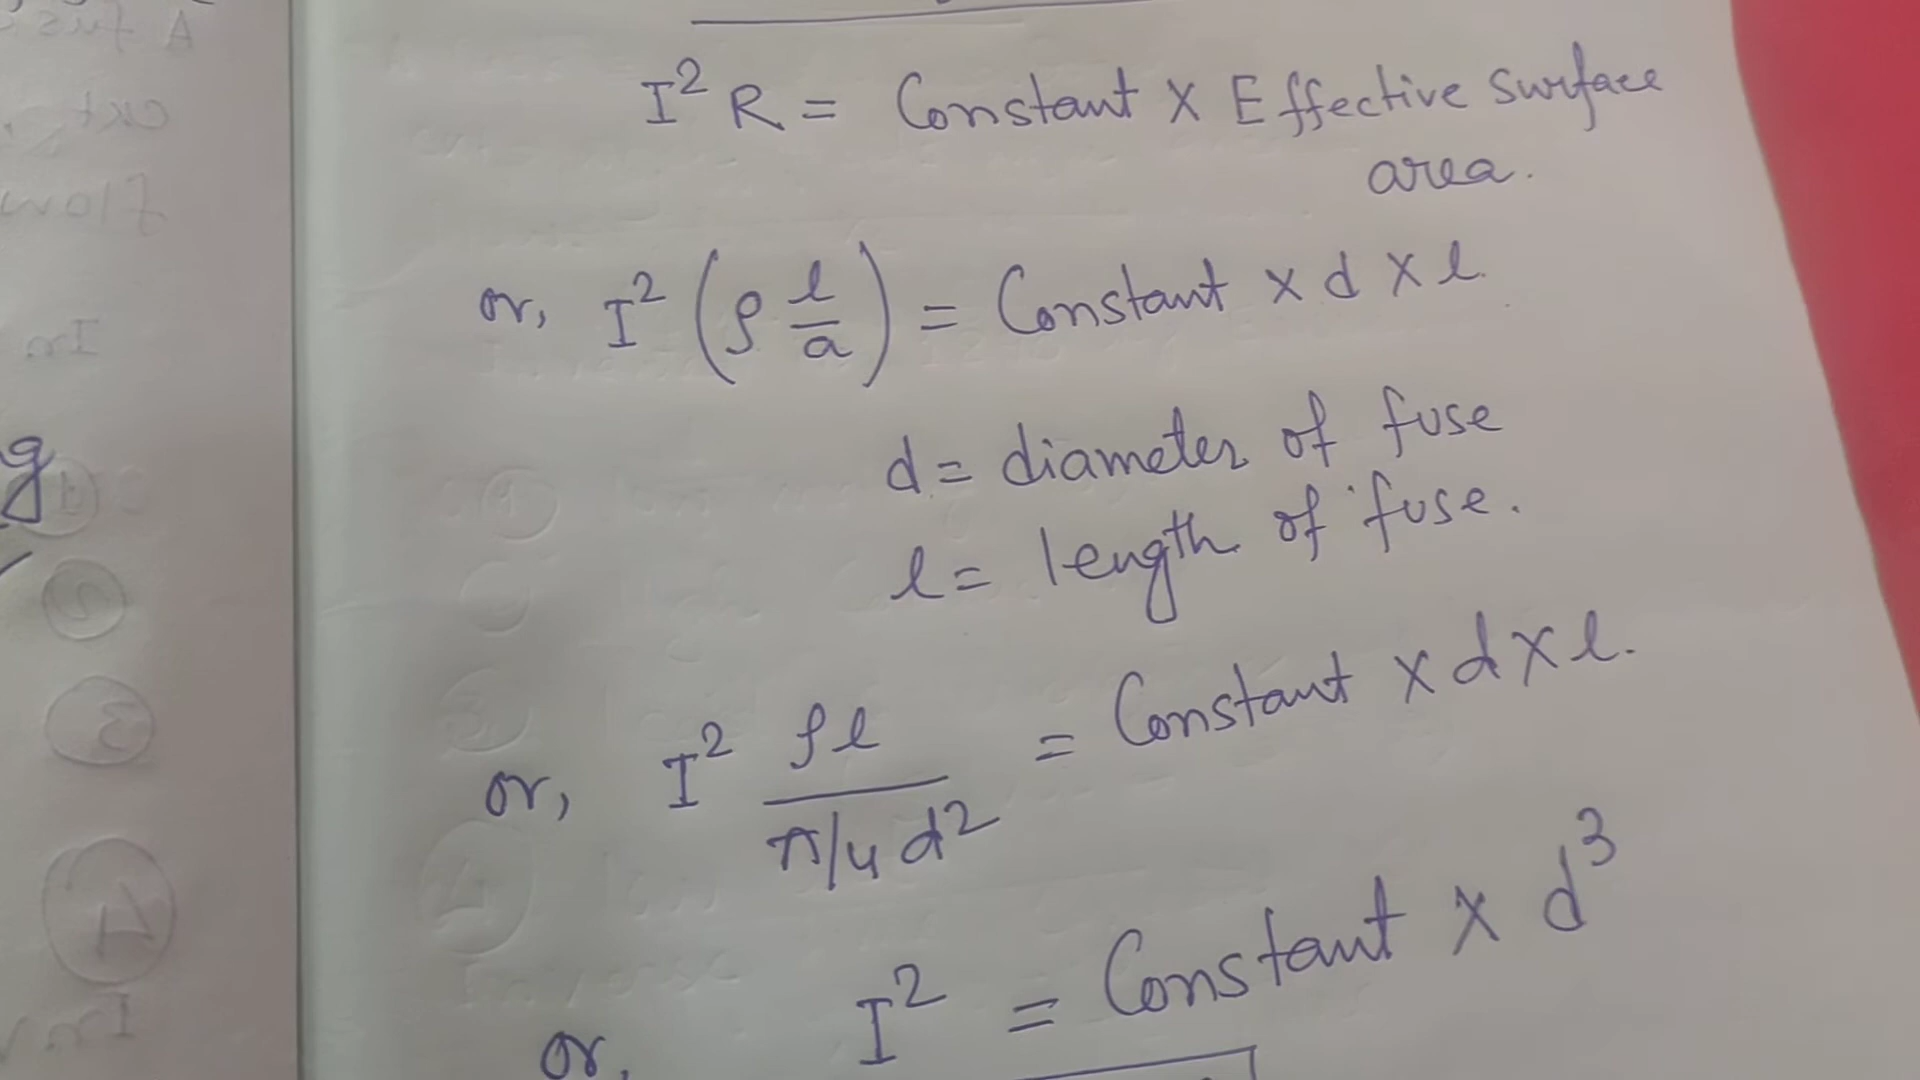 I² R = Constant × Effective surface
area.
or, I² (ρ l/a) = Constant × d × l.
d = diameter of fuse
l = length of fuse.
or, I² ρl / π/4 d² = Constant × d × l.
I² = Constant × d³
or,